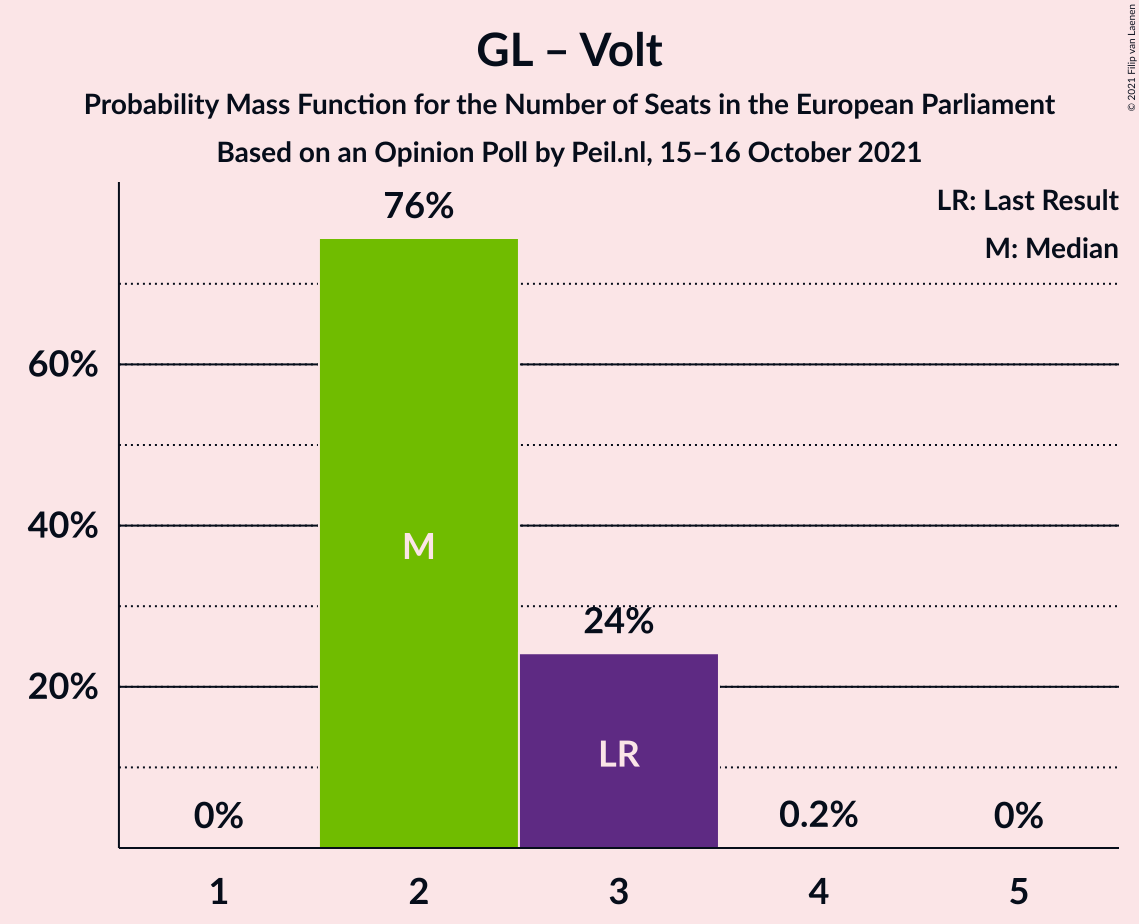 GL – Volt
Probability Mass Function for the Number of Seats in the European Parliament
Based on an Opinion Poll by Peil.nl, 15–16 October 2021
© 2021 Filip van Laenen
LR: Last Result
M: Median
76%
60%
40%
M
24%
20%
LR
0%
0.2%
0%
1
2
3
4
5